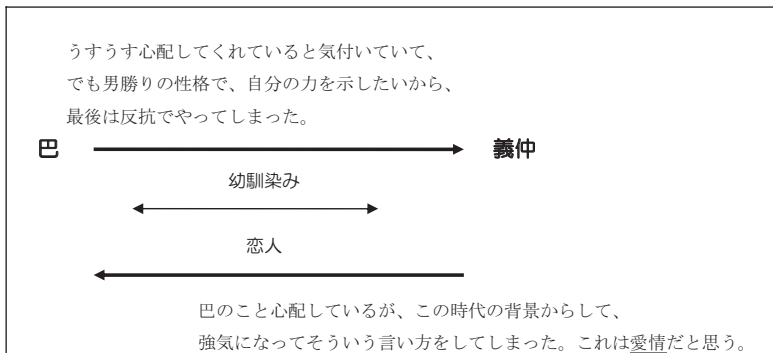 うすうす心配してくれていると気付いていて、
でも男勝りの性格で、自分の力を示したいから、
最後は反抗でやってしまった。
巴 義仲
幼馴染み
恋人
巴のこと心配しているが、この時代の背景からして、
強気になってそういう言い方をしてしまった。これは愛情だと思う。